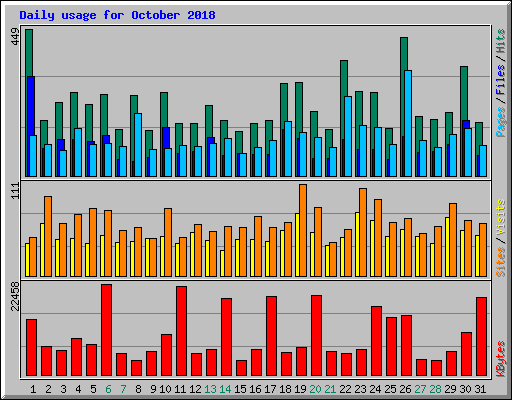 Daily usage for October 2018
449
Pages / Files / Hits
111
Sites / Visits
22458
KBytes
1 2 3 4 5 6 7 8 9 10 11 12 13 14 15 16 17 18 19 20 21 22 23 24 25 26 27 28 29 30 31